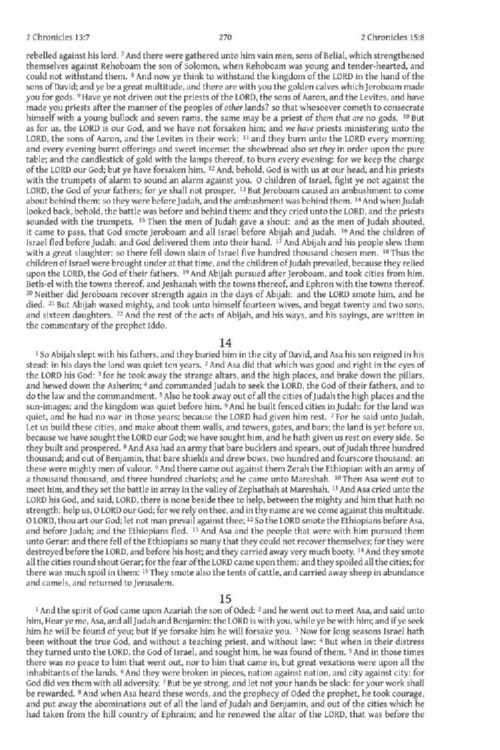 2 Chronicles 13:7 270 2 Chronicles 15:8
rebelled against his lord. 7 And there were gathered unto him vain men, sons of Belial, which strengthened
themselves against Rehoboam the son of Solomon, when Rehoboam was young and tender-hearted, and
could not withstand them. 8 And now ye think to withstand the kingdom of the LORD in the hand of the
sons of David; and ye be a great multitude, and there are with you the golden calves which Jeroboam made
you for gods. 9 Have ye not driven out the priests of the LORD, the sons of Aaron, and the Levites, and have
made you priests after the manner of the peoples of other lands? so that whosoever cometh to consecrate
himself with a young bullock and seven rams, the same may be a priest of them that are no gods. 10 But
as for us, the LORD is our God, and we have not forsaken him; and we have priests ministering unto the
LORD, the sons of Aaron, and the Levites in their work: 11 and they burn unto the LORD every morning
and every evening burnt offerings and sweet incense: the shewbread also set they in order upon the pure
table; and the candlestick of gold with the lamps thereof, to burn every evening: for we keep the charge
of the LORD our God; but ye have forsaken him. 12 And, behold, God is with us at our head, and his priests
with the trumpets of alarm to sound an alarm against you. O children of Israel, fight ye not against the
LORD, the God of your fathers; for ye shall not prosper. 13 But Jeroboam caused an ambushment to come
about behind them: so they were before Judah, and the ambushment was behind them. 14 And when Judah
looked back, behold, the battle was before and behind them: and they cried unto the LORD, and the priests
sounded with the trumpets. 15 Then the men of Judah gave a shout: and as the men of Judah shouted,
it came to pass, that God smote Jeroboam and all Israel before Abijah and Judah. 16 And the children of
Israel fled before Judah: and God delivered them into their hand. 17 And Abijah and his people slew them
with a great slaughter: so there fell down slain of Israel five hundred thousand chosen men. 18 Thus the
children of Israel were brought under at that time, and the children of Judah prevailed, because they relied
upon the LORD, the God of their fathers. 19 And Abijah pursued after Jeroboam, and took cities from him,
Beth-el with the towns thereof, and Jeshanah with the towns thereof, and Ephron with the towns thereof.
20 Neither did Jeroboam recover strength again in the days of Abijah: and the LORD smote him, and he
died. 21 But Abijah waxed mighty, and took unto himself fourteen wives, and begat twenty and two sons,
and sixteen daughters. 22 And the rest of the acts of Abijah, and his ways, and his sayings, are written in
the commentary of the prophet Iddo.
14
1 So Abijah slept with his fathers, and they buried him in the city of David, and Asa his son reigned in his
stead: in his days the land was quiet ten years. 2 And Asa did that which was good and right in the eyes of
the LORD his God: 3 for he took away the strange altars, and the high places, and brake down the pillars,
and hewed down the Asherim; 4 and commanded Judah to seek the LORD, the God of their fathers, and to
do the law and the commandment. 5 Also he took away out of all the cities of Judah the high places and the
sun-images: and the kingdom was quiet before him. 6 And he built fenced cities in Judah: for the land was
quiet, and he had no war in those years; because the LORD had given him rest. 7 For he said unto Judah,
Let us build these cities, and make about them walls, and towers, gates, and bars; the land is yet before us,
because we have sought the LORD our God; we have sought him, and he hath given us rest on every side. So
they built and prospered. 8 And Asa had an army that bare bucklers and spears, out of Judah three hundred
thousand; and out of Benjamin, that bare shields and drew bows, two hundred and fourscore thousand: all
these were mighty men of valour. 9 And there came out against them Zerah the Ethiopian with an army of
a thousand thousand, and three hundred chariots; and he came unto Mareshah. 10 Then Asa went out to
meet him, and they set the battle in array in the valley of Zephathah at Mareshah. 11 And Asa cried unto the
LORD his God, and said, LORD, there is none beside thee to help, between the mighty and him that hath no
strength: help us, O LORD our God; for we rely on thee, and in thy name are we come against this multitude.
O LORD, thou art our God; let not man prevail against thee; 12 So the LORD smote the Ethiopians before Asa,
and before Judah; and the Ethiopians fled. 13 And Asa and the people that were with him pursued them
unto Gerar: and there fell of the Ethiopians so many that they could not recover themselves; for they were
destroyed before the LORD, and before his host; and they carried away very much booty. 14 And they smote
all the cities round about Gerar; for the fear of the LORD came upon them: and they spoiled all the cities; for
there was much spoil in them: 15 They smote also the tents of cattle, and carried away sheep in abundance
and camels, and returned to Jerusalem.
15
1 And the spirit of God came upon Azariah the son of Oded: 2 and he went out to meet Asa, and said unto
him, Hear ye me, Asa, and all Judah and Benjamin: the LORD is with you, while ye be with him; and if ye seek
him he will be found of you; but if ye forsake him he will forsake you. 3 Now for long seasons Israel hath
been without the true God, and without a teaching priest, and without law: 4 But when in their distress
they turned unto the LORD, the God of Israel, and sought him, he was found of them. 5 And in those times
there was no peace to him that went out, nor to him that came in, but great vexations were upon all the
inhabitants of the lands. 6 And they were broken in pieces, nation against nation, and city against city: for
God did vex them with all adversity. 7 But be ye strong, and let not your hands be slack: for your work shall
be rewarded. 8 And when Asa heard these words, and the prophecy of Oded the prophet, he took courage,
and put away the abominations out of all the land of Judah and Benjamin, and out of the cities which he
had taken from the hill country of Ephraim; and he renewed the altar of the LORD, that was before the